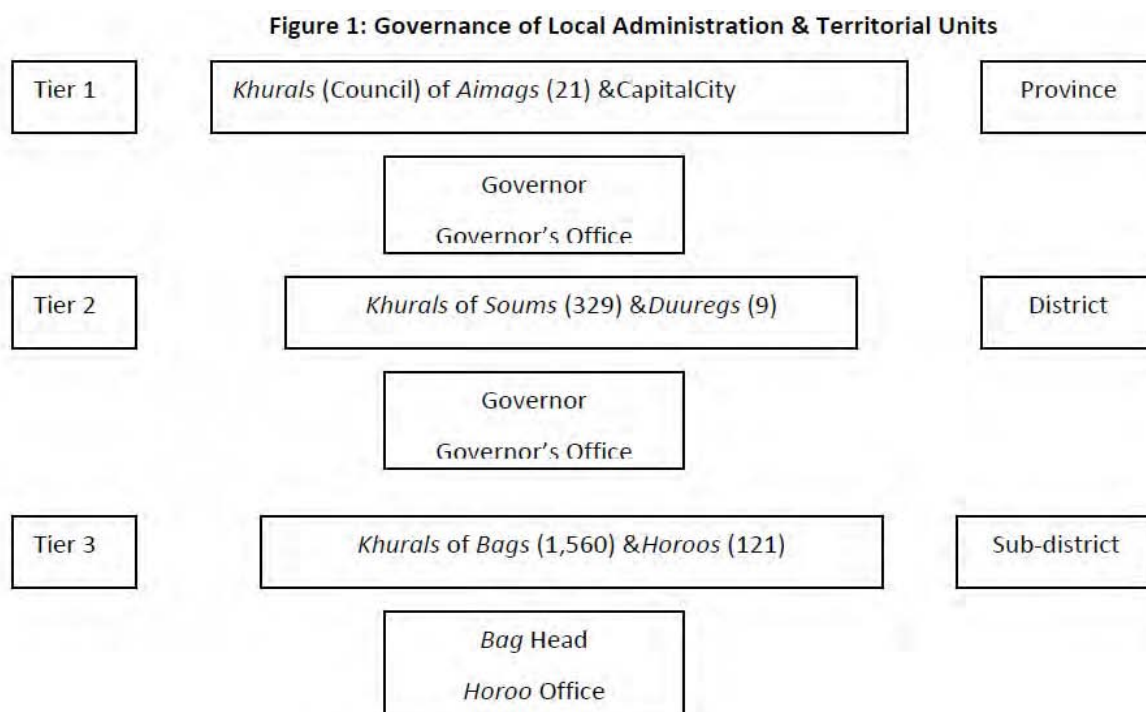 Figure 1: Governance of Local Administration & Territorial Units
Tier 1
Khurals (Council) of Aimags (21) &CapitalCity
Province
Governor
Governor's Office
Tier 2
Khurals of Soums (329) &Duuregs (9)
District
Governor
Governor's Office
Tier 3
Khurals of Bags (1,560) &Horoos (121)
Sub-district
Bag Head
Horoo Office